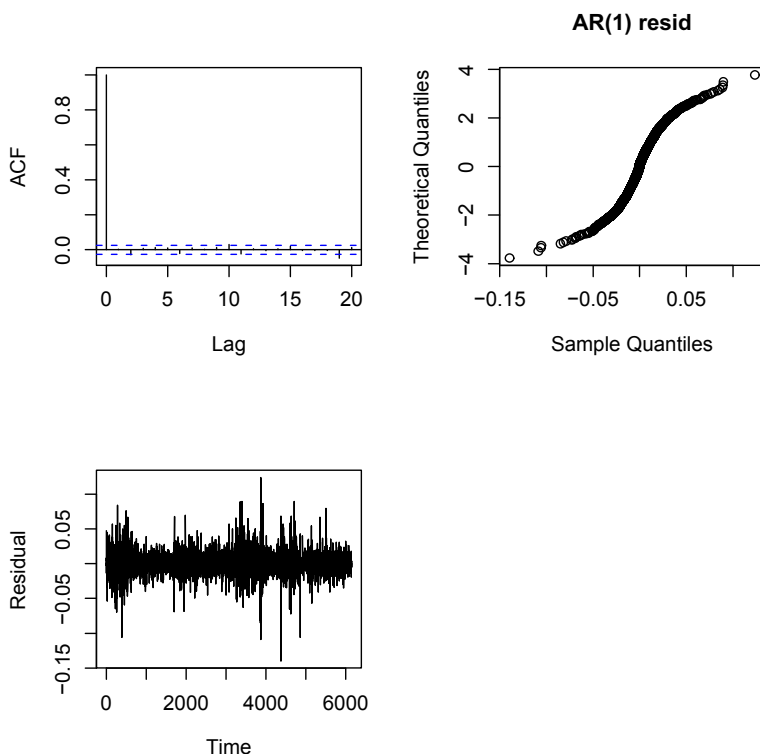 ACF
0.0 0.4 0.8
0 5 10 15 20
Lag
AR(1) resid
Theoretical Quantiles
−4 −2 0 2 4
−0.15 −0.05 0.05
Sample Quantiles
Residual
−0.15 −0.05 0.05
0 2000 4000 6000
Time